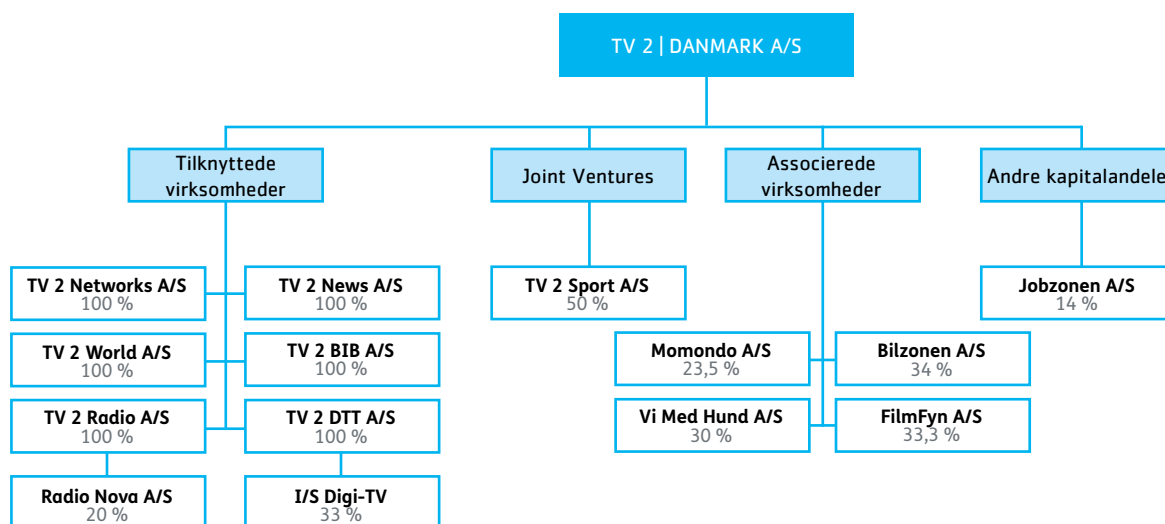 TV 2 | DANMARK A/S
Tilknyttede
virksomheder
Joint Ventures
Associerede
virksomheder
Andre kapitalandele
TV 2 Networks A/S
100 %
TV 2 News A/S
100 %
TV 2 Sport A/S
50 %
Jobzonen A/S
14 %
TV 2 World A/S
100 %
TV 2 BIB A/S
100 %
Momondo A/S
23,5 %
Bilzonen A/S
34 %
TV 2 Radio A/S
100 %
TV 2 DTT A/S
100 %
Vi Med Hund A/S
30 %
FilmFyn A/S
33,3 %
Radio Nova A/S
20 %
I/S Digi-TV
33 %